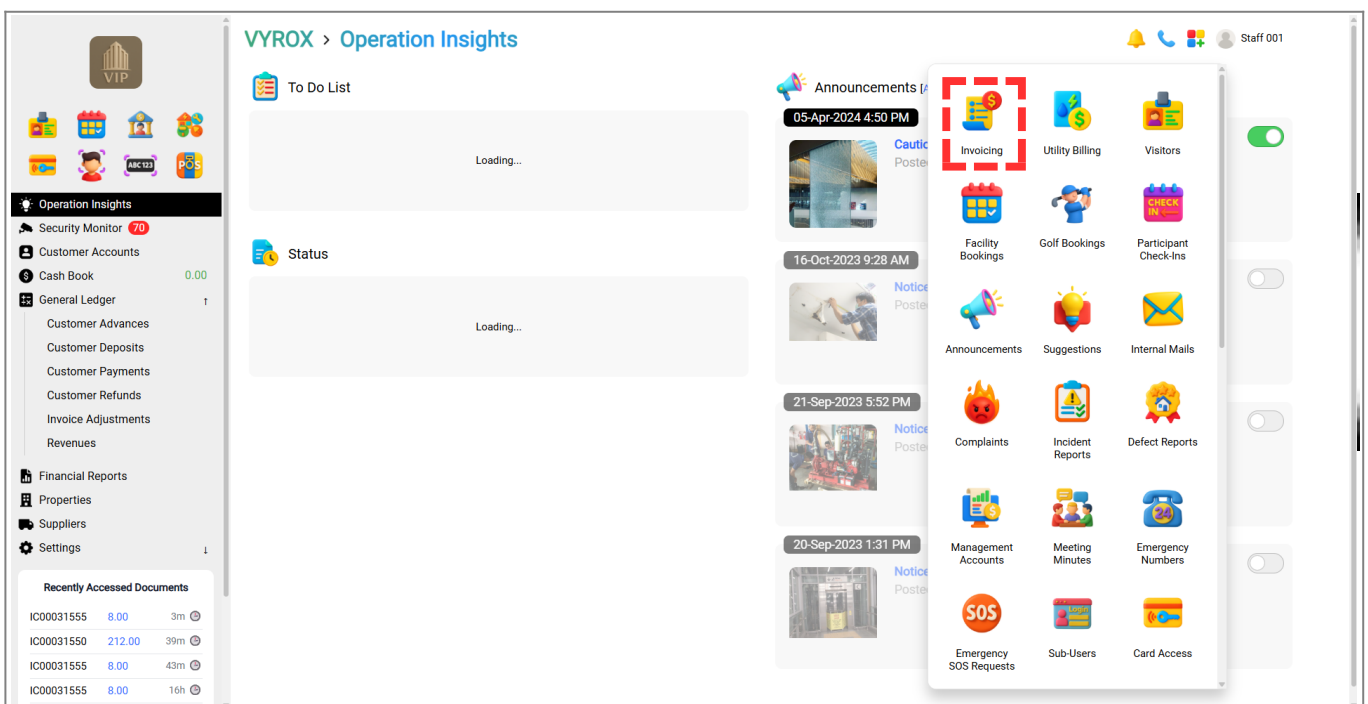 VYROX > Operation Insights
Staff 001
VIP
ABC 123
POS
Operation Insights
Security Monitor 70
Customer Accounts
Cash Book 0.00
General Ledger ↑
Customer Advances
Customer Deposits
Customer Payments
Customer Refunds
Invoice Adjustments
Revenues
Financial Reports
Properties
Suppliers
Settings ↓
Recently Accessed Documents
IC00031555 8.00 3m
IC00031550 212.00 39m
IC00031555 8.00 43m
IC00031555 8.00 16h
To Do List
Loading...
Status
Loading...
Announcements
05-Apr-2024 4:50 PM
16-Oct-2023 9:28 AM
Notice
21-Sep-2023 5:52 PM
Notice
20-Sep-2023 1:31 PM
Notice
Invoicing
Utility Billing
Visitors
CHECK
IN
Facility
Bookings
Golf Bookings
Participant
Check-Ins
Announcements
Suggestions
Internal Mails
Complaints
Incident
Reports
Defect Reports
24
Management
Accounts
Meeting
Minutes
Emergency
Numbers
SOS
Login
Emergency
SOS Requests
Sub-Users
Card Access